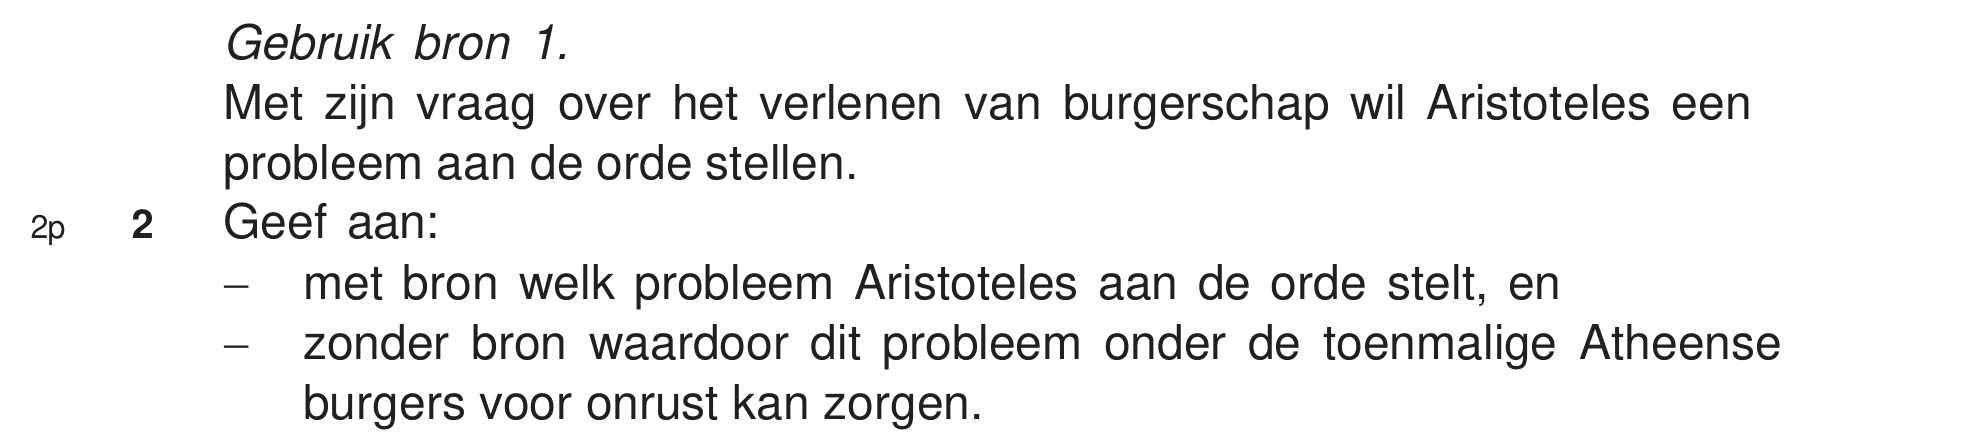 Gebruik bron 1.
Met zijn vraag over het verlenen van burgerschap wil Aristoteles een
probleem aan de orde stellen.
2p 2 Geef aan:
– met bron welk probleem Aristoteles aan de orde stelt, en
– zonder bron waardoor dit probleem onder de toenmalige Atheense
burgers voor onrust kan zorgen.